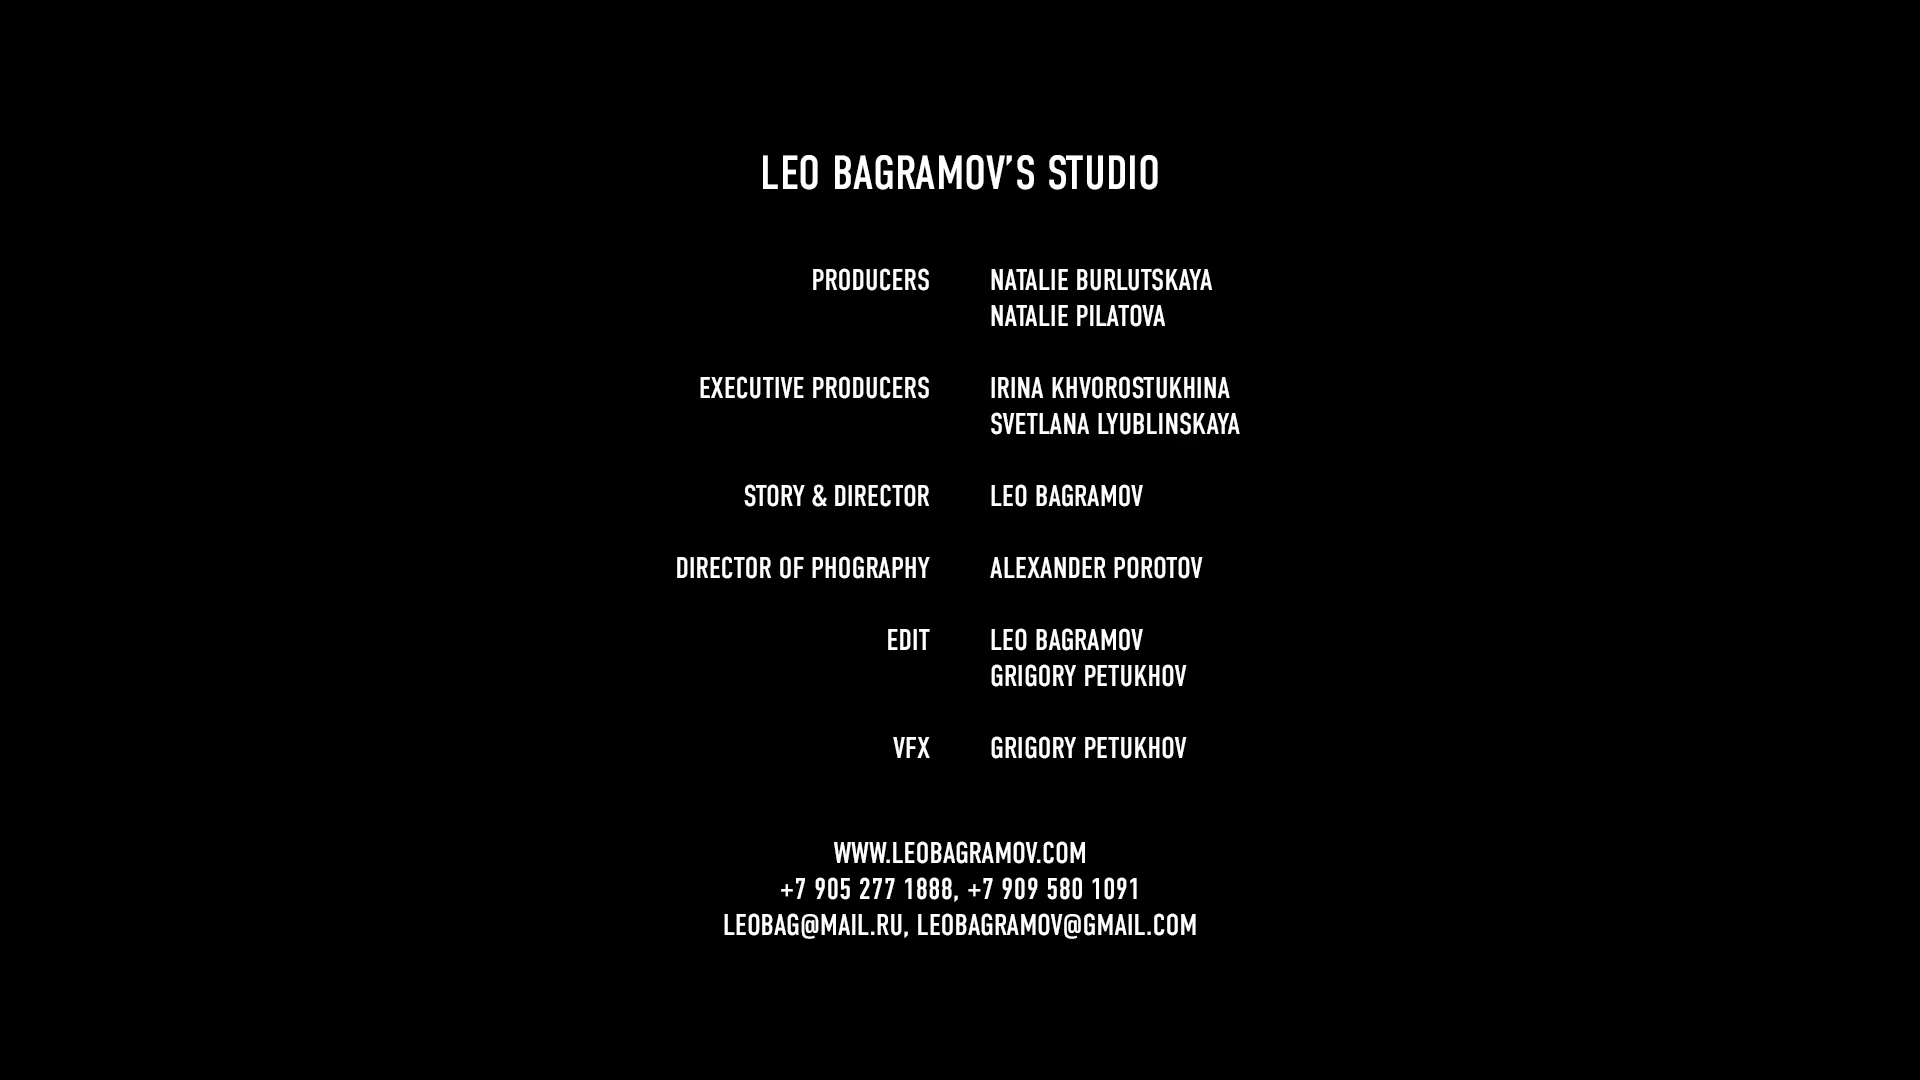 LEO BAGRAMOV’S STUDIO
PRODUCERS NATALIE BURLUTSKAYA
NATALIE PILATOVA
EXECUTIVE PRODUCERS IRINA KHVOROSTUKHINA
SVETLANA LYUBLINSKAYA
STORY & DIRECTOR LEO BAGRAMOV
DIRECTOR OF PHOGRAPHY ALEXANDER POROTOV
EDIT LEO BAGRAMOV
GRIGORY PETUKHOV
VFX GRIGORY PETUKHOV
WWW.LEOBAGRAMOV.COM
+7 905 277 1888, +7 909 580 1091
LEOBAG@MAIL.RU, LEOBAGRAMOV@GMAIL.COM